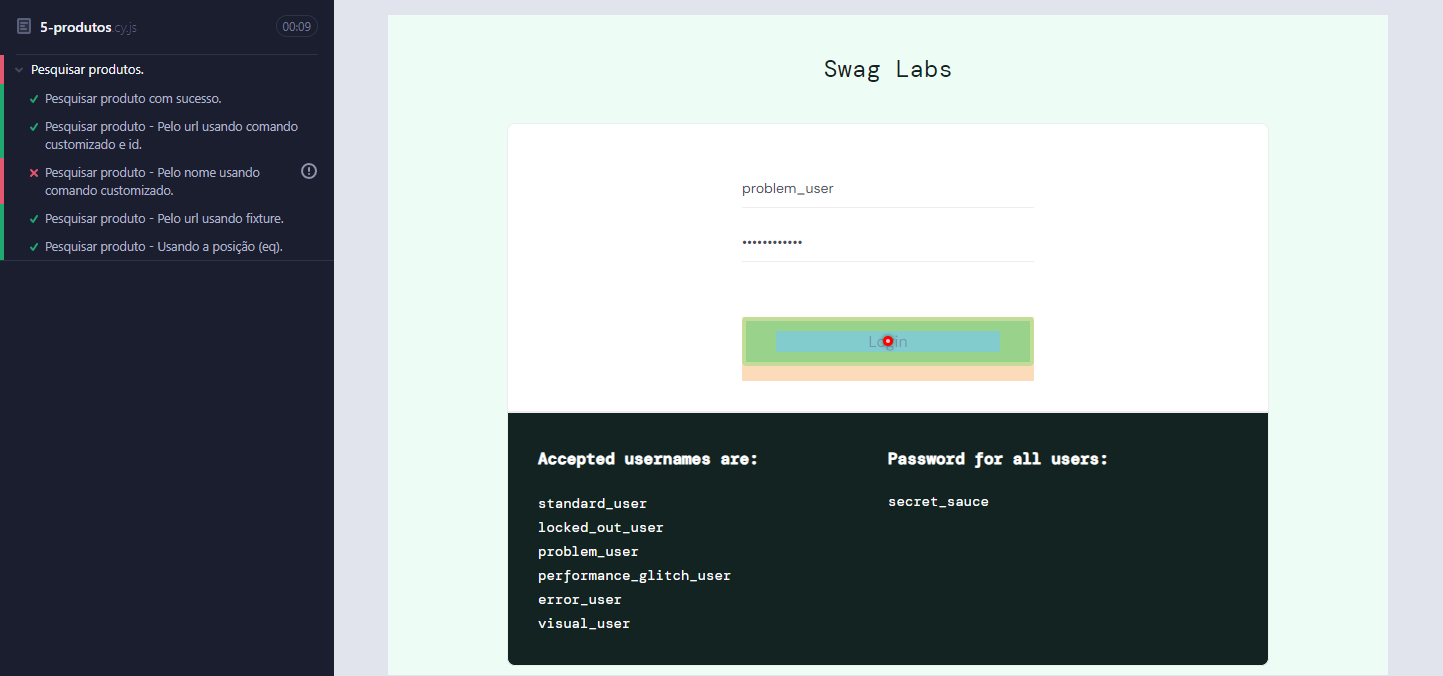 5-produtos.cy.js
00:09
Pesquisar produtos.
Pesquisar produto com sucesso.
Pesquisar produto - Pelo url usando comando
customizado e id.
Pesquisar produto - Pelo nome usando
comando customizado.
Pesquisar produto - Pelo url usando fixture.
Pesquisar produto - Usando a posição (eq).
Swag Labs
problem_user
••••••••••••
Login
Accepted usernames are:
standard_user
locked_out_user
problem_user
performance_glitch_user
error_user
visual_user
Password for all users:
secret_sauce